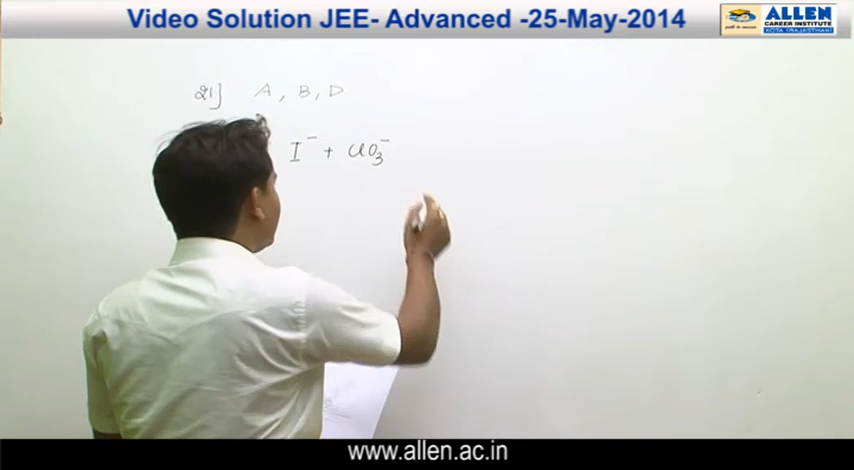 Video Solution JEE- Advanced -25-May-2014
ALLEN
CAREER INSTITUTE
KOTA (RAJASTHAN)
21] A, B, D
I⁻ + ClO₃⁻
www.allen.ac.in